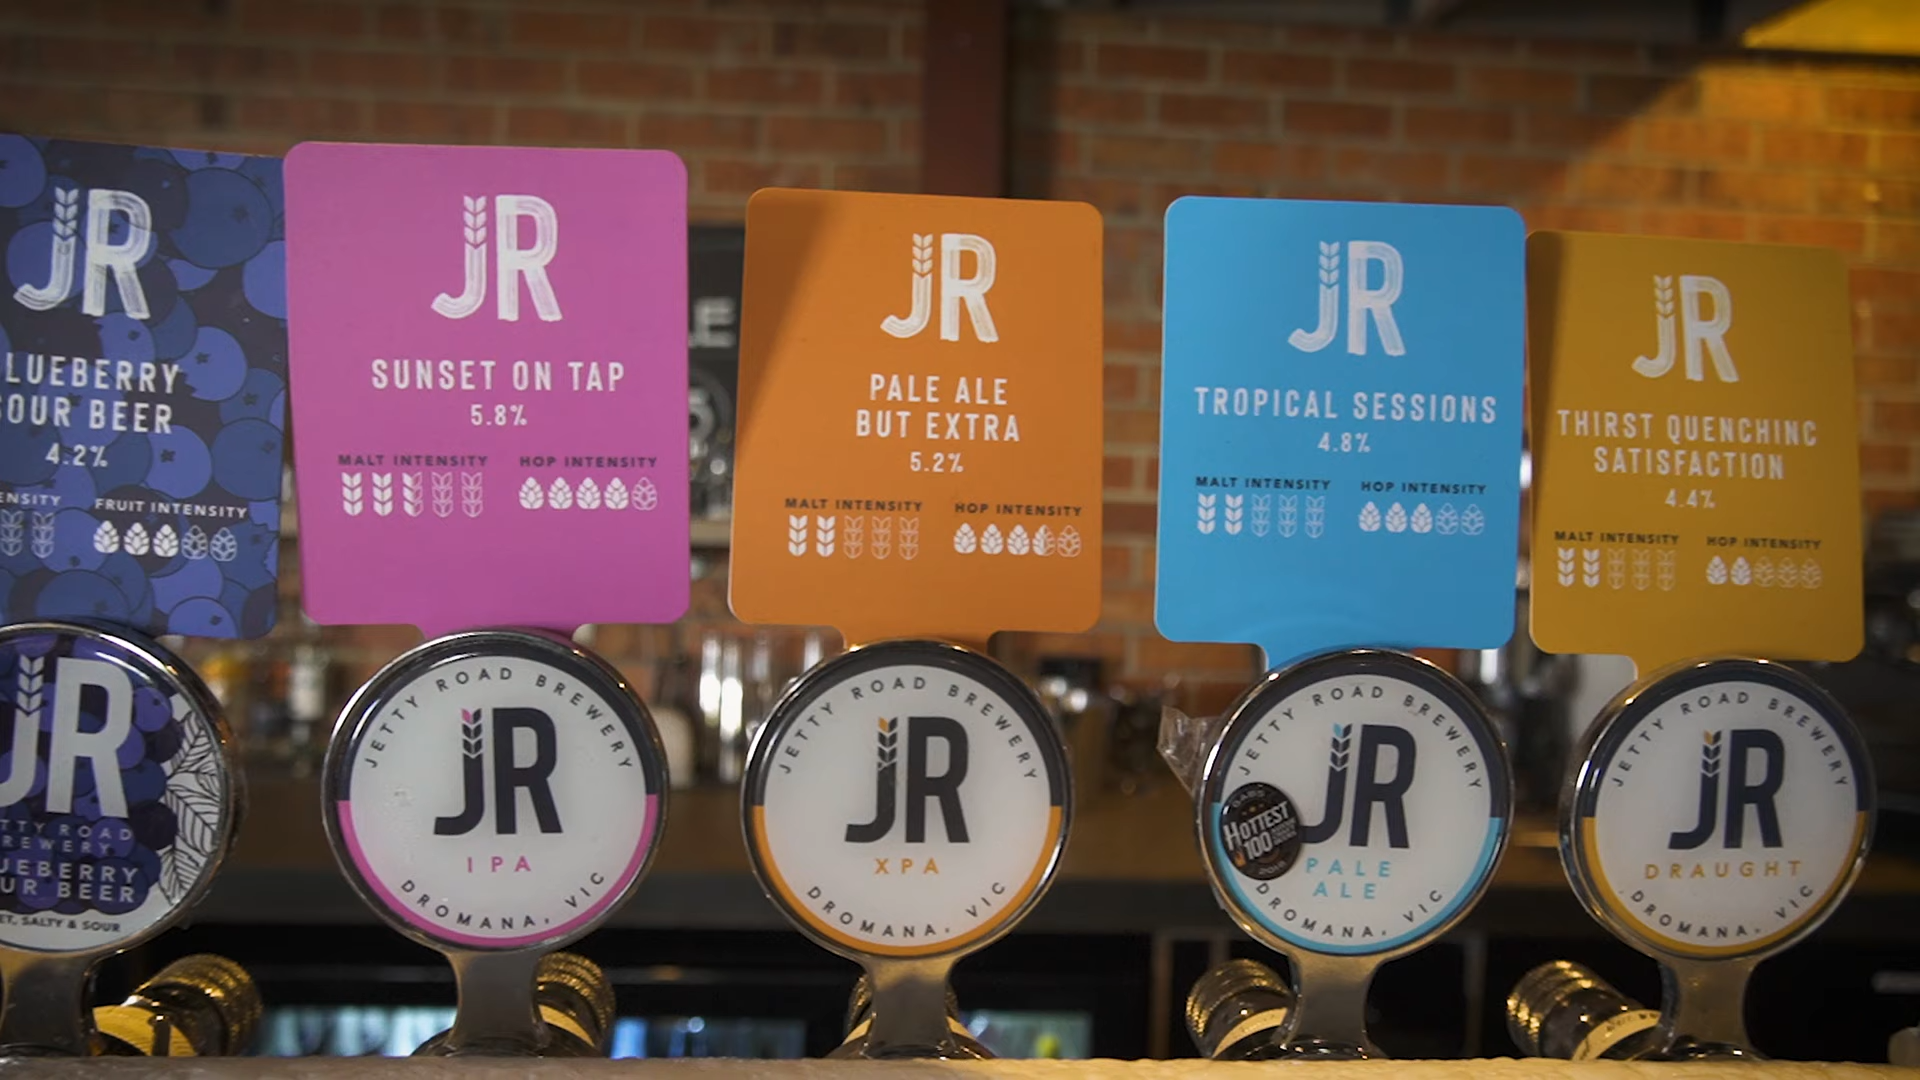 JR
LUEBERRY
SOUR BEER
4.2%
FRUIT INTENSITY
JR
SUNSET ON TAP
5.8%
MALT INTENSITY HOP INTENSITY
JR
PALE ALE
BUT EXTRA
5.2%
MALT INTENSITY HOP INTENSITY
JR
TROPICAL SESSIONS
4.8%
MALT INTENSITY HOP INTENSITY
JR
THIRST QUENCHING
SATISFACTION
4.4%
MALT INTENSITY HOP INTENSITY
JR
TTY ROAD
REWERY
UEBERRY
UR BEER
ET, SALTY & SOUR
JETTY ROAD BREWERY
JR
IPA
DROMANA, VIC
JETTY ROAD BREWERY
JR
XPA
DROMANA, VIC
JETTY ROAD BREWERY
JR
GABS
HOTTEST
100
PALE
ALE
DROMANA, VIC
JETTY ROAD BREWERY
JR
DRAUGHT
DROMANA, VIC